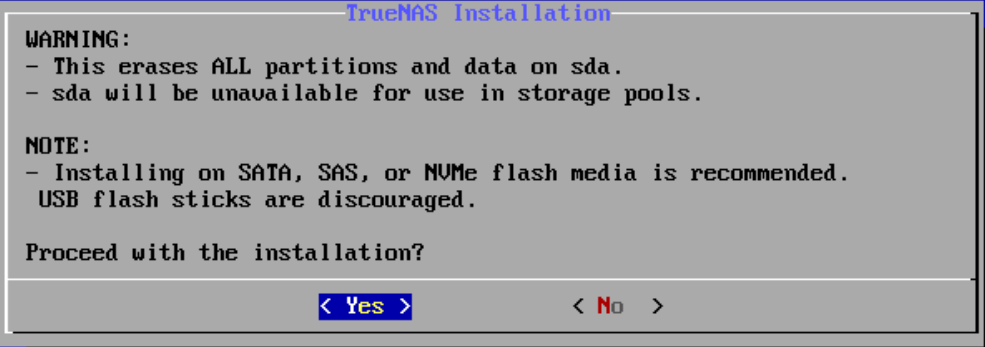 TrueNAS Installation
WARNING:
- This erases ALL partitions and data on sda.
- sda will be unavailable for use in storage pools.
NOTE:
- Installing on SATA, SAS, or NVMe flash media is recommended.
USB flash sticks are discouraged.
Proceed with the installation?
< Yes > < No >